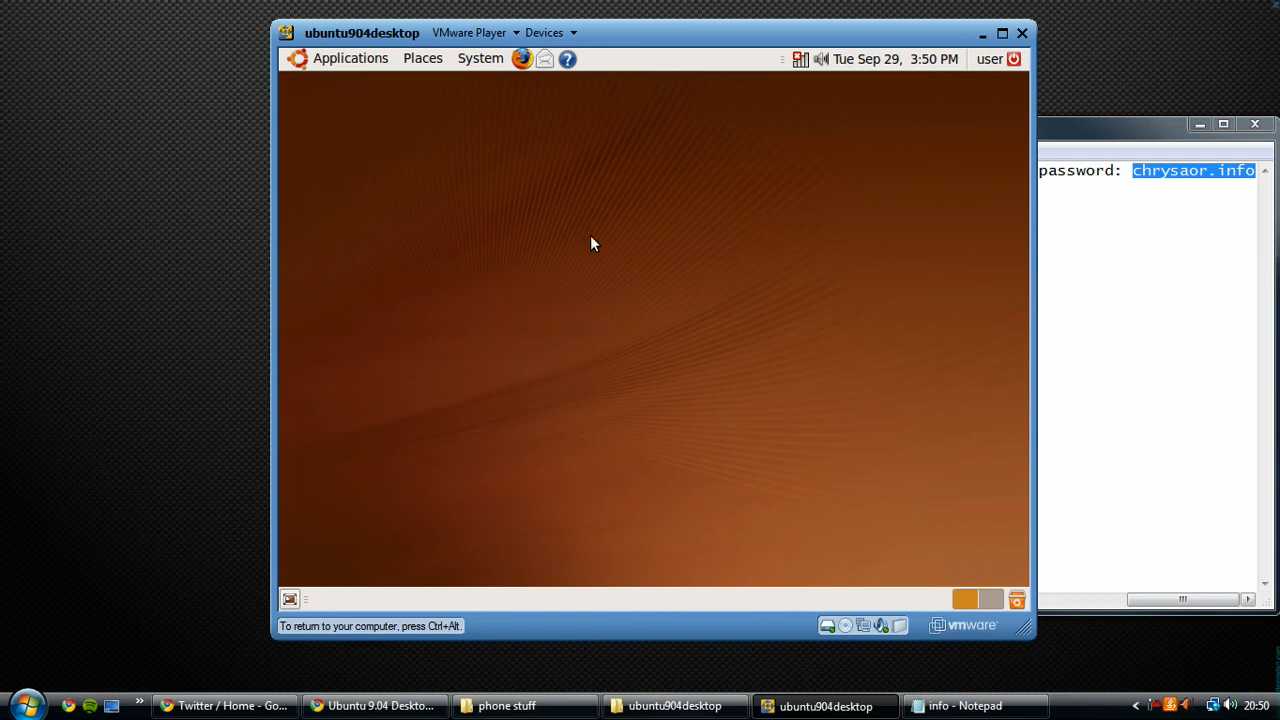 ubuntu904desktop VMware Player Devices
Applications Places System Tue Sep 29, 3:50 PM user
password: chrysaor.info
To return to your computer, press Ctrl+Alt.
vmware
Twitter / Home - Go... Ubuntu 9.04 Deskto... phone stuff ubuntu904desktop ubuntu904desktop info - Notepad 20:50